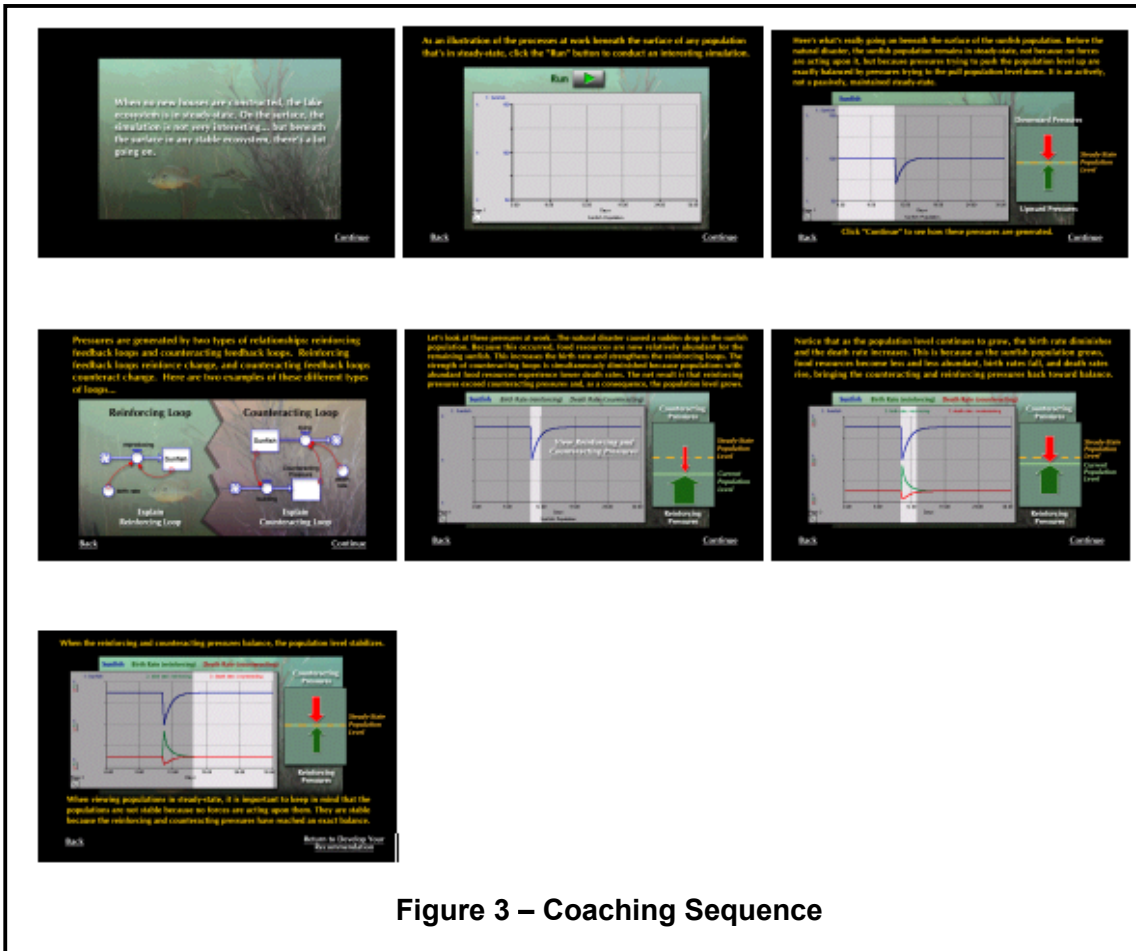 When no new houses are constructed, the lake
ecosystem is in steady-state. On the surface, the
simulation is not very interesting... but beneath
the surface in any stable ecosystem, there's a lot
going on.
Continue
As an illustration of the processes at work beneath the surface of any population
that's in steady-state, click the "Run" button to conduct an interesting simulation.
Run
Back
Continue
Here's what's really going on beneath the surface of the sunfish population. Before the
natural disaster, the sunfish population remains in steady-state, not because no forces
are acting upon it, but because pressures trying to push the population level up are
exactly balanced by pressures trying to the pull population level down. It is an actively,
not a passively, maintained steady-state.
Sunfish
Downward Pressures
Steady-State
Population
Level
Upward Pressures
Click "Continue" to see how these pressures are generated.
Back
Continue
Pressures are generated by two types of relationships: reinforcing
feedback loops and counteracting feedback loops. Reinforcing
feedback loops reinforce change, and counteracting feedback loops
counteract change. Here are two examples of these different types
of loops...
Reinforcing Loop
Counteracting Loop
Sunfish
Sunfish
birth rate
Counteracting
Pressure
death
rate
building
Explain
Reinforcing Loop
Explain
Counteracting Loop
Back
Continue
Let's look at these pressures at work...The natural disaster caused a sudden drop in the sunfish
population. Because this occurred, food resources are now relatively abundant for the
remaining sunfish. This increases the birth rate and strengthens the reinforcing loops. The
strength of counteracting loops is simultaneously diminished because populations with
abundant food resources experience lower death rates. The net result is that reinforcing
pressures exceed counteracting pressures and, as a consequence, the population level grows.
Sunfish Birth Rate (reinforcing) Death Rate (counteracting)
View Reinforcing and
Counteracting Pressures
Counteracting
Pressures
Steady-State
Population
Level
Current
Population
Level
Reinforcing
Pressures
Back
Continue
Notice that as the population level continues to grow, the birth rate diminishes
and the death rate increases. This is because as the sunfish population grows,
food resources become less and less abundant, birth rates fall, and death rates
rise, bringing the counteracting and reinforcing pressures back toward balance.
Sunfish Birth Rate (reinforcing) Death Rate (counteracting)
Counteracting
Pressures
Steady-State
Population
Level
Current
Population
Level
Reinforcing
Pressures
Back
Continue
When the reinforcing and counteracting pressures balance, the population level stabilizes.
Sunfish Birth Rate (reinforcing) Death Rate (counteracting)
Counteracting
Pressures
Steady-State
Population
Level
Reinforcing
Pressures
When viewing populations in steady-state, it is important to keep in mind that the
populations are not stable because no forces are acting upon them. They are stable
because the reinforcing and counteracting pressures have reached an exact balance.
Back
Return to Develop Your
Recommendation
Figure 3 – Coaching Sequence